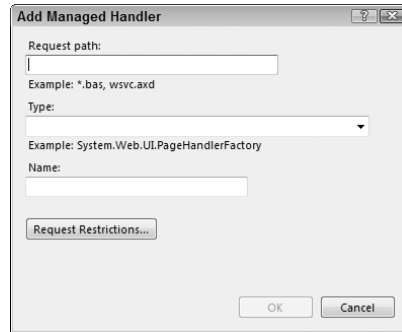 Add Managed Handler
Request path:
Example: *.bas, wsvc.axd
Type:
Example: System.Web.UI.PageHandlerFactory
Name:
Request Restrictions...
OK
Cancel